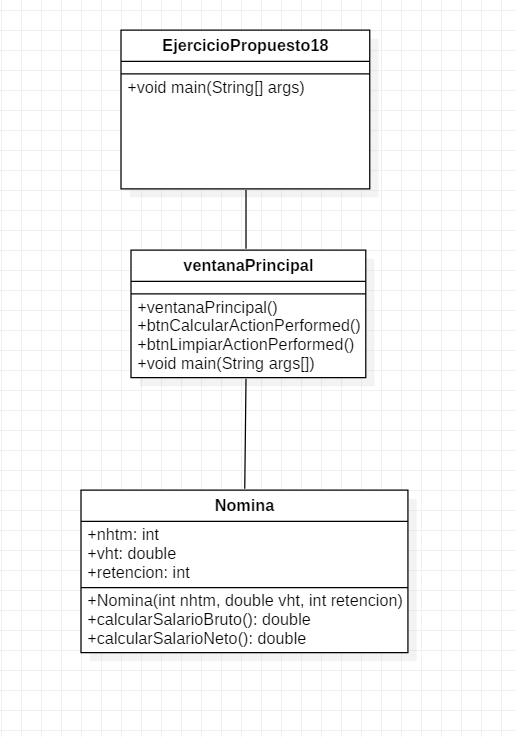 EjercicioPropuesto18
+void main(String[] args)
ventanaPrincipal
+ventanaPrincipal()
+btnCalcularActionPerformed()
+btnLimpiarActionPerformed()
+void main(String args[])
Nomina
+nhtm: int
+vht: double
+retencion: int
+Nomina(int nhtm, double vht, int retencion)
+calcularSalarioBruto(): double
+calcularSalarioNeto(): double